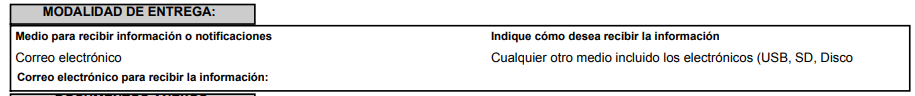 MODALIDAD DE ENTREGA:
Medio para recibir información o notificaciones
Indique cómo desea recibir la información
Correo electrónico
Cualquier otro medio incluido los electrónicos (USB, SD, Disco
Correo electrónico para recibir la información: